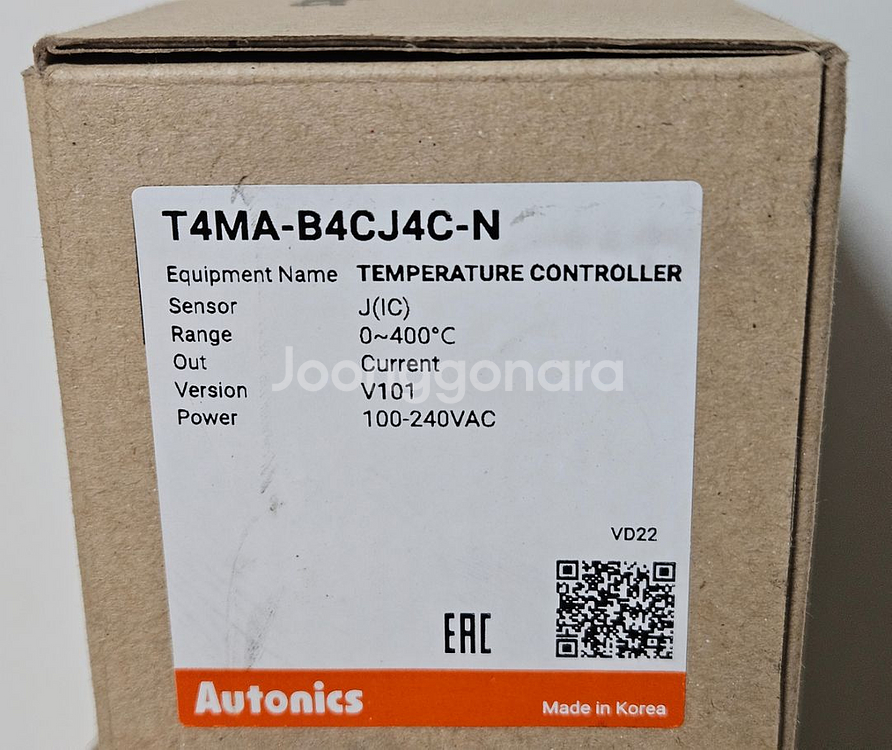 T4MA-B4CJ4C-N
Equipment Name TEMPERATURE CONTROLLER
Sensor J(IC)
Range 0~400°C
Out Current
Joonggonara
Version V101
Power 100-240VAC
VD22
EAC
Autonics
Made in Korea